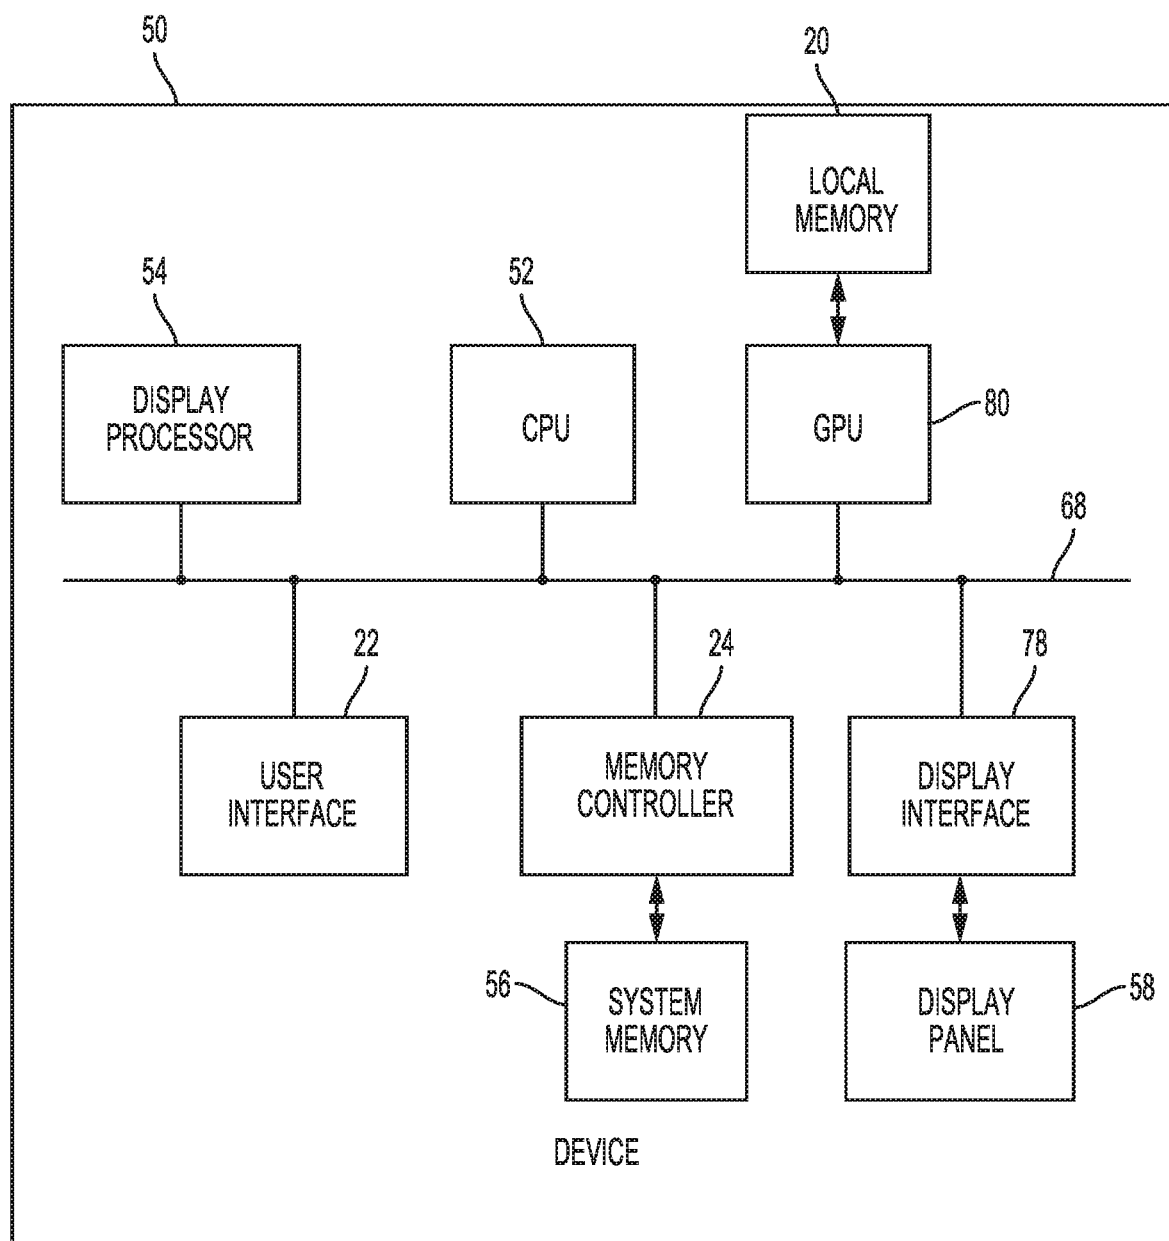 50
20
LOCAL
MEMORY
54
52
DISPLAY
PROCESSOR
CPU
GPU
80
68
22
24
78
USER
INTERFACE
MEMORY
CONTROLLER
DISPLAY
INTERFACE
56
SYSTEM
MEMORY
DISPLAY
PANEL
58
DEVICE